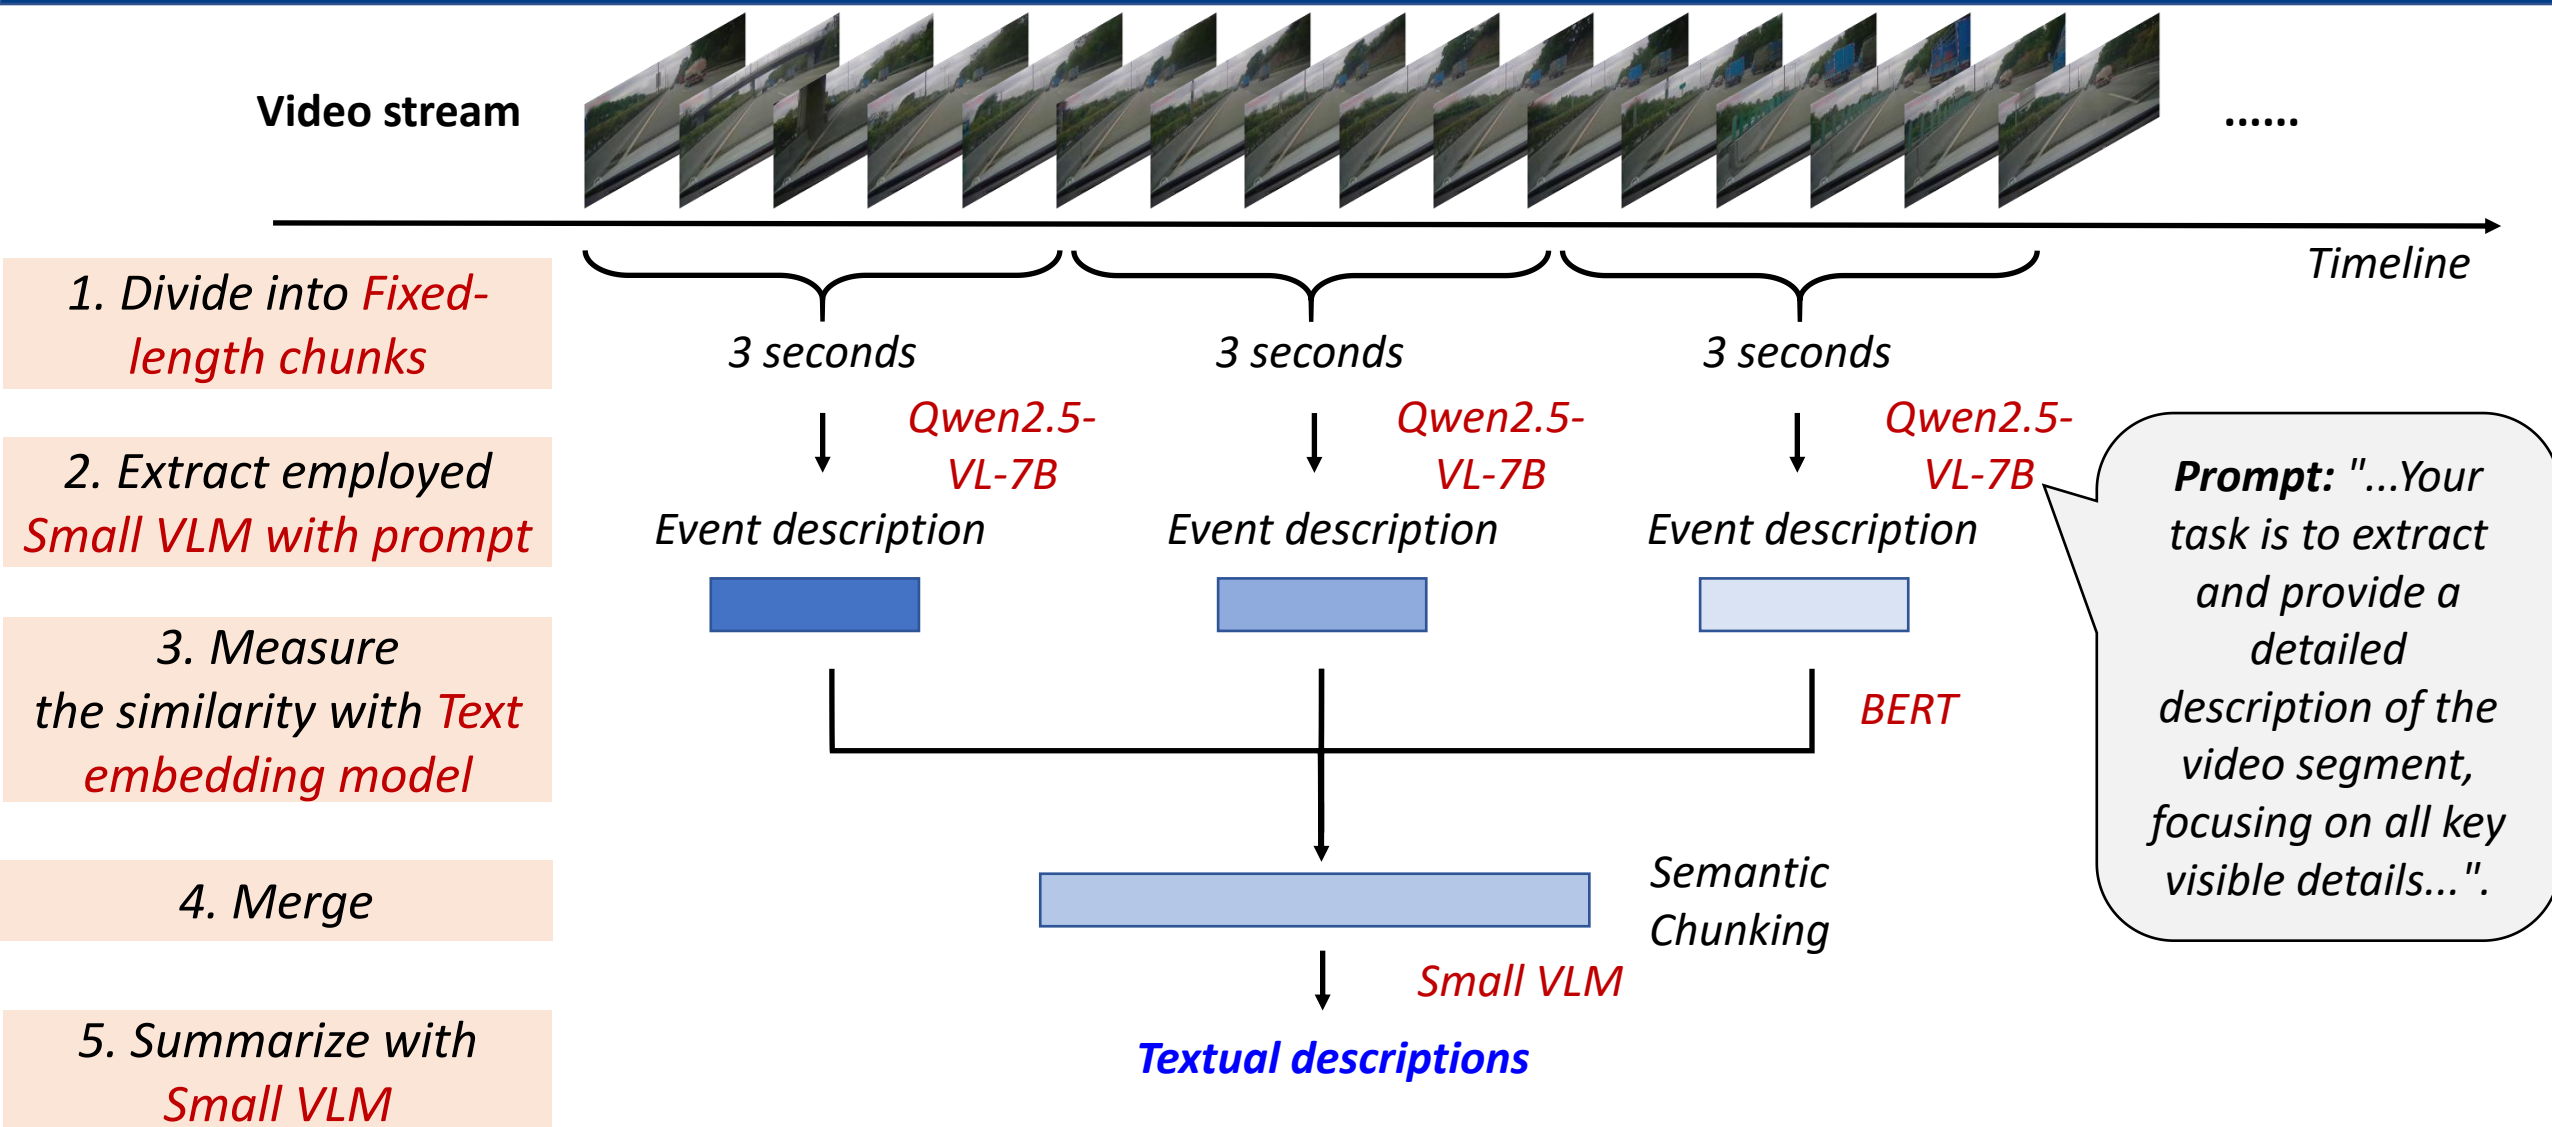 Video stream
......
Timeline
1. Divide into Fixed-
length chunks
3 seconds
3 seconds
3 seconds
2. Extract employed
Small VLM with prompt
Qwen2.5-
VL-7B
Qwen2.5-
VL-7B
Qwen2.5-
VL-7B
Event description
Event description
Event description
Prompt: "...Your
task is to extract
and provide a
detailed
description of the
video segment,
focusing on all key
visible details...".
3. Measure
the similarity with Text
embedding model
BERT
4. Merge
Semantic
Chunking
Small VLM
5. Summarize with
Small VLM
Textual descriptions